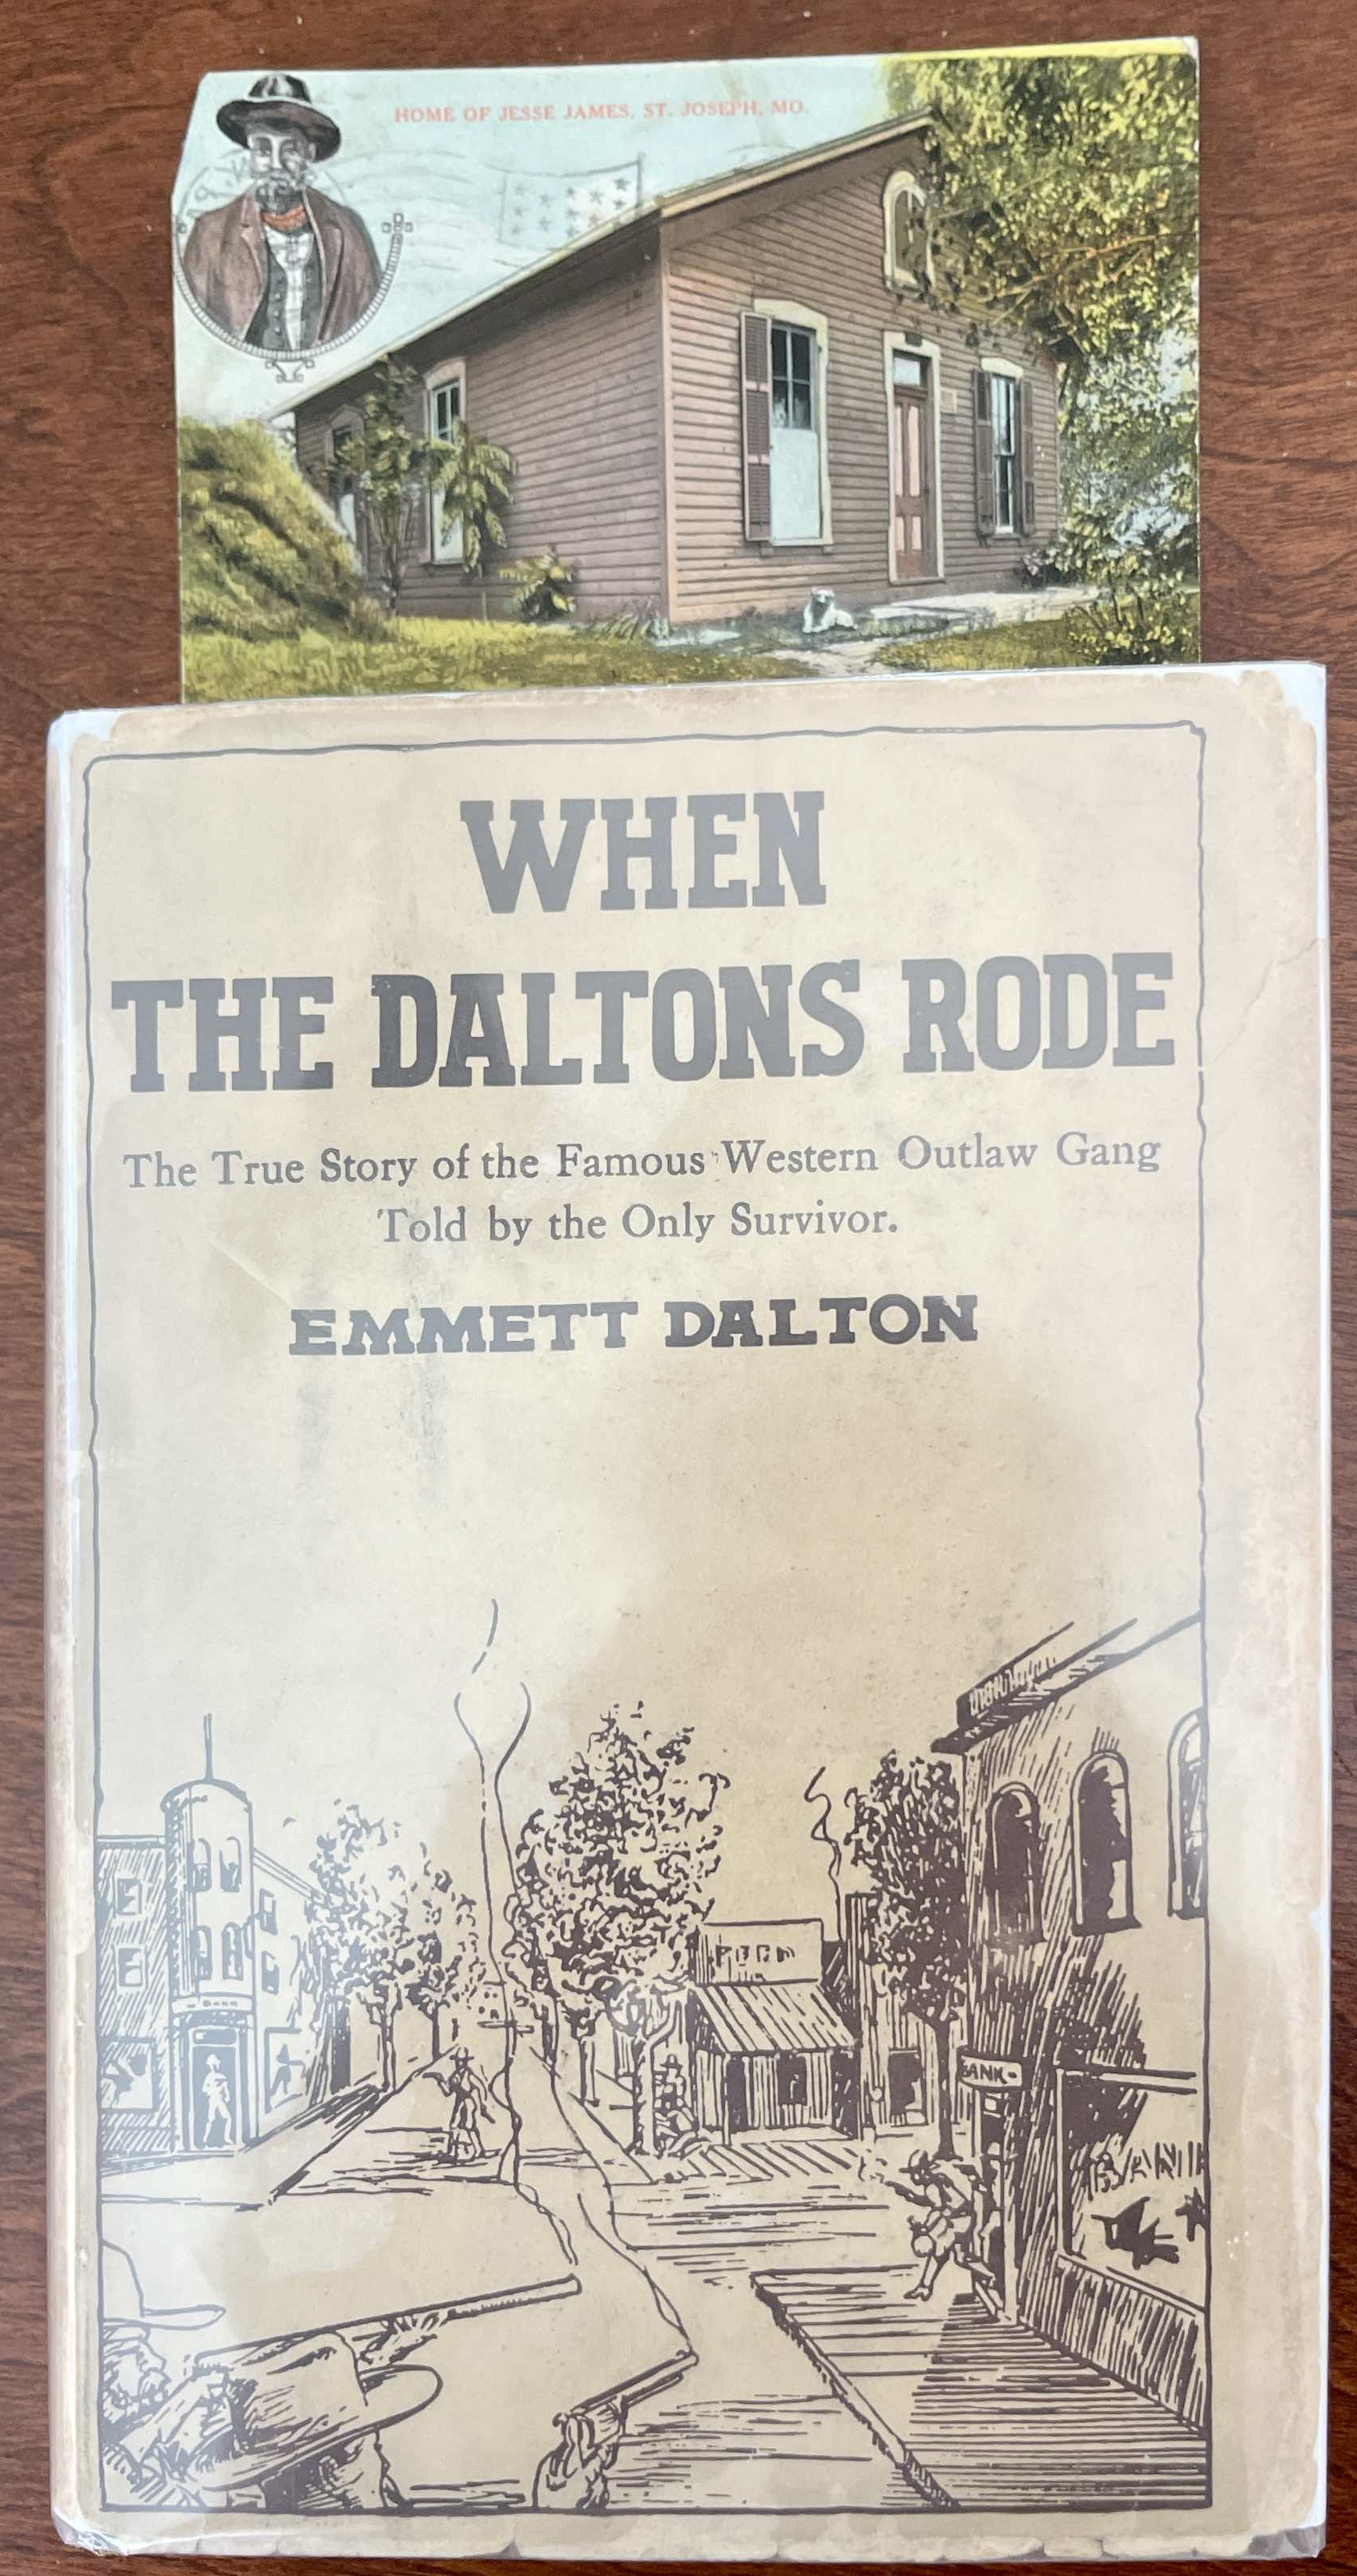 HOME OF JESSE JAMES, ST. JOSEPH, MO.
WHEN
THE DALTONS RODE
The True Story of the Famous Western Outlaw Gang
Told by the Only Survivor.
EMMETT DALTON
BANK